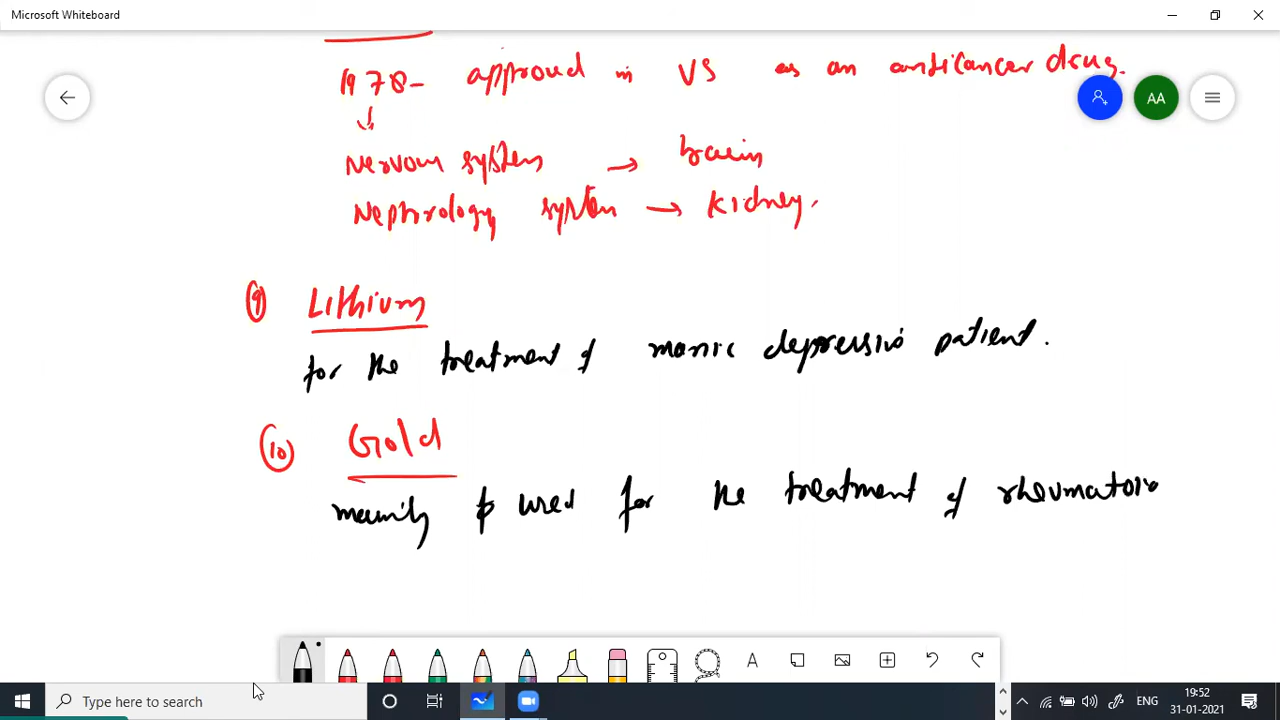 Microsoft Whiteboard
1978- approved in US as an anticancer drug.
AA
Nervous system → brain
Nephrology system → kidney.
9 Lithium
for the treatment of manic depressive patient.
10 Gold
mainly used for the treatment of rheumatoid
A
Type here to search
ENG
19:52
31-01-2021